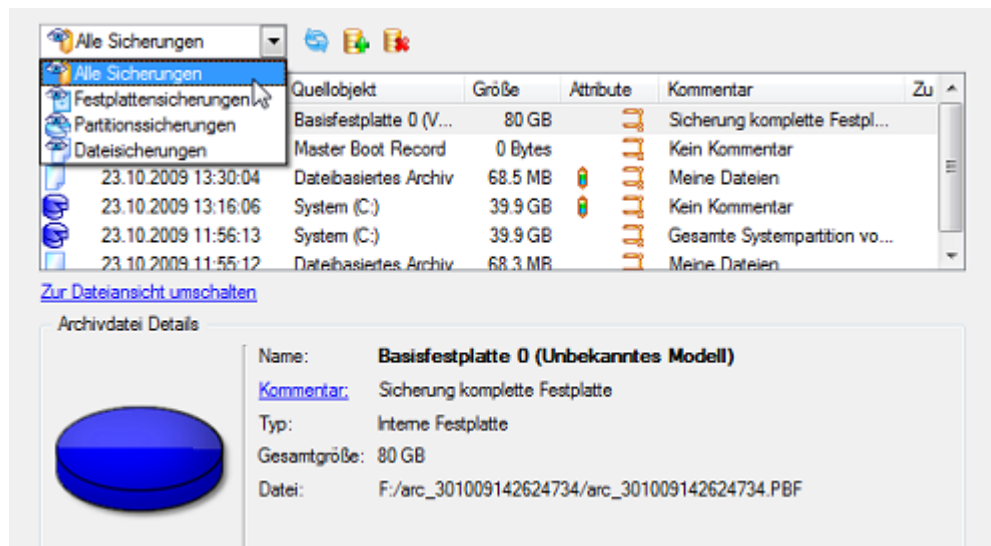 Alle Sicherungen
Alle Sicherungen
Festplattensicherungen
Partitionssicherungen
Dateisicherungen
Quellobjekt Größe Attribute Kommentar Zu
Basisfestplatte 0 (V... 80 GB Sicherung komplette Festpl...
Master Boot Record 0 Bytes Kein Kommentar
23.10.2009 13:30:04 Dateibasiertes Archiv 68.5 MB Meine Dateien
23.10.2009 13:16:06 System (C:) 39.9 GB Kein Kommentar
23.10.2009 11:56:13 System (C:) 39.9 GB Gesamte Systempartition vo...
23.10.2009 11:55:12 Dateibasiertes Archiv 68.3 MB Meine Dateien
Zur Dateiansicht umschalten
Archivdatei Details
Name: Basisfestplatte 0 (Unbekanntes Modell)
Kommentar: Sicherung komplette Festplatte
Typ: Interne Festplatte
Gesamtgröße: 80 GB
Datei: F:/arc_301009142624734/arc_301009142624734.PBF